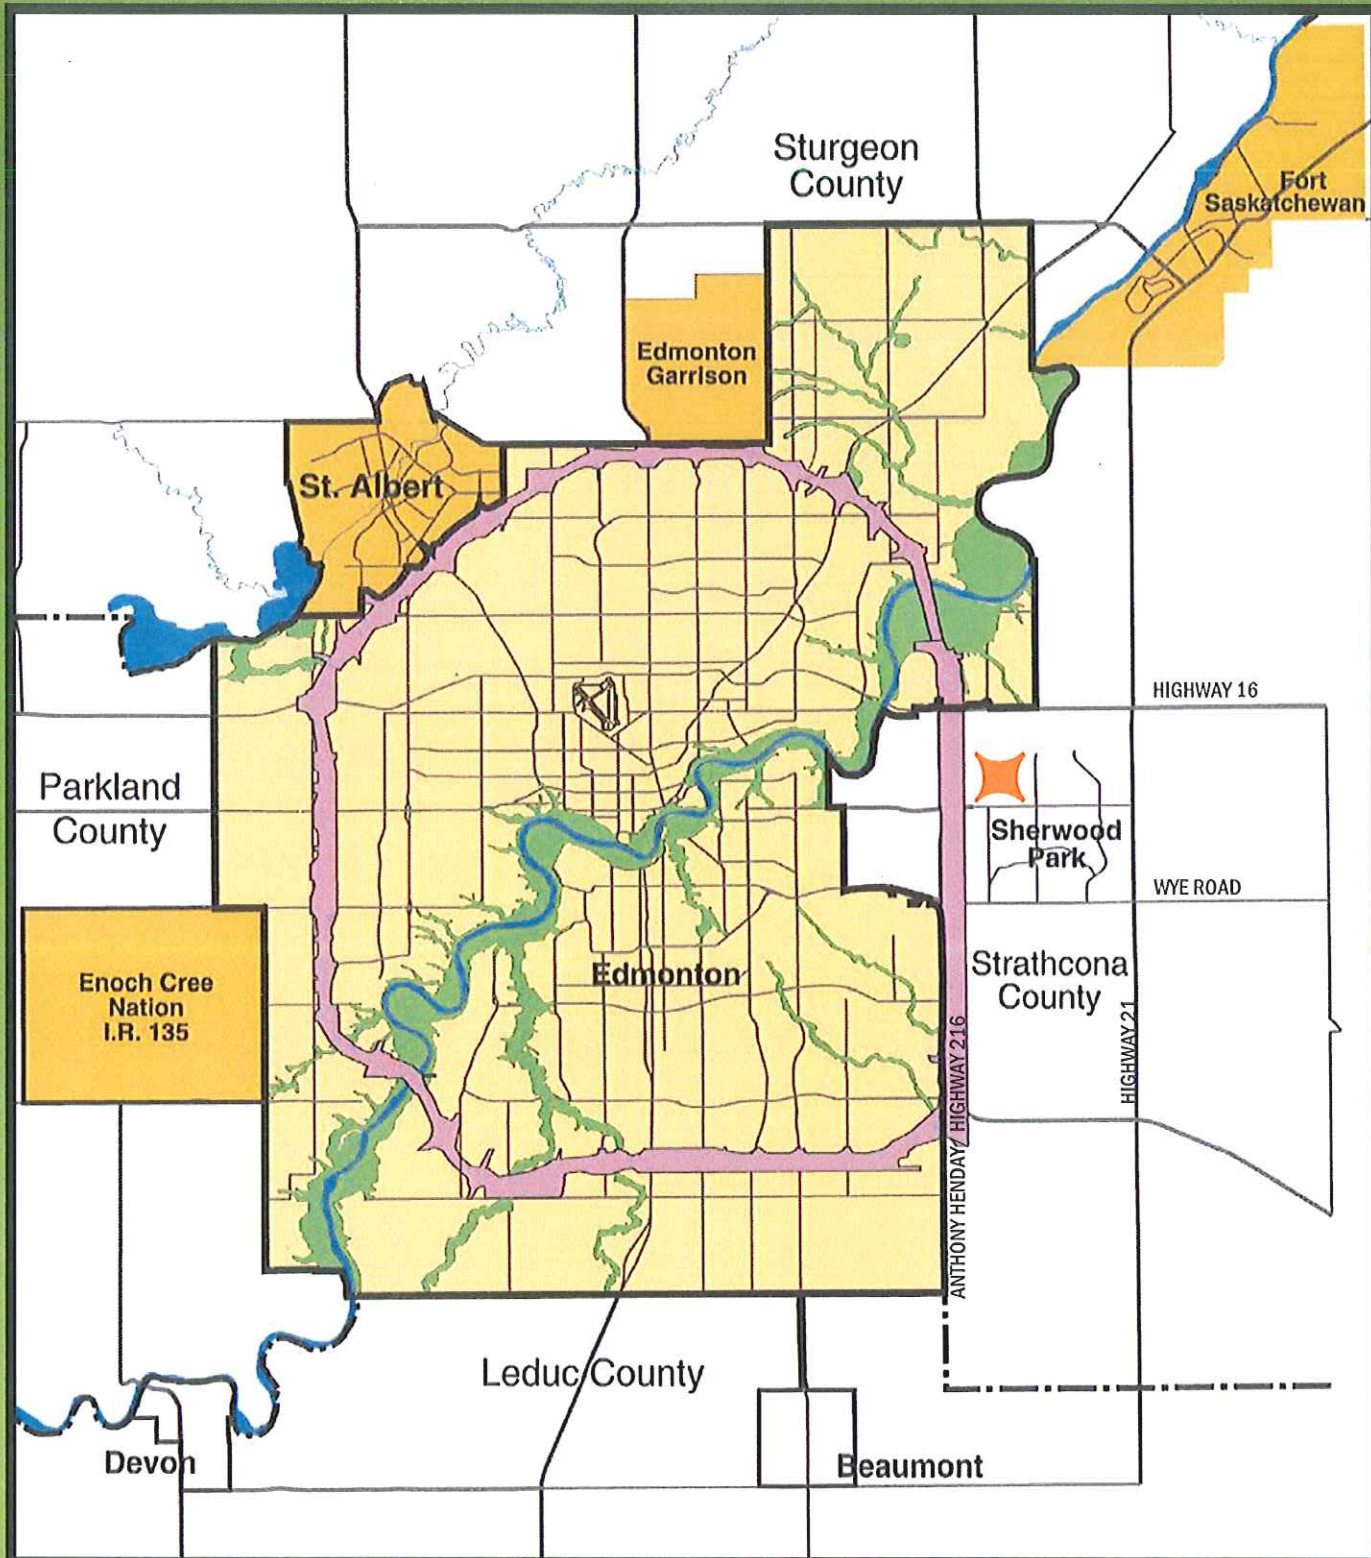 Sturgeon
County
Fort
Saskatchewan
Edmonton
Garrison
St. Albert
HIGHWAY 16
Parkland
County
Sherwood
Park
WYE ROAD
Enoch Cree
Nation
I.R. 135
Edmonton
Strathcona
County
ANTHONY HENDAY/ HIGHWAY 216
HIGHWAY 21
Leduc County
Devon
Beaumont